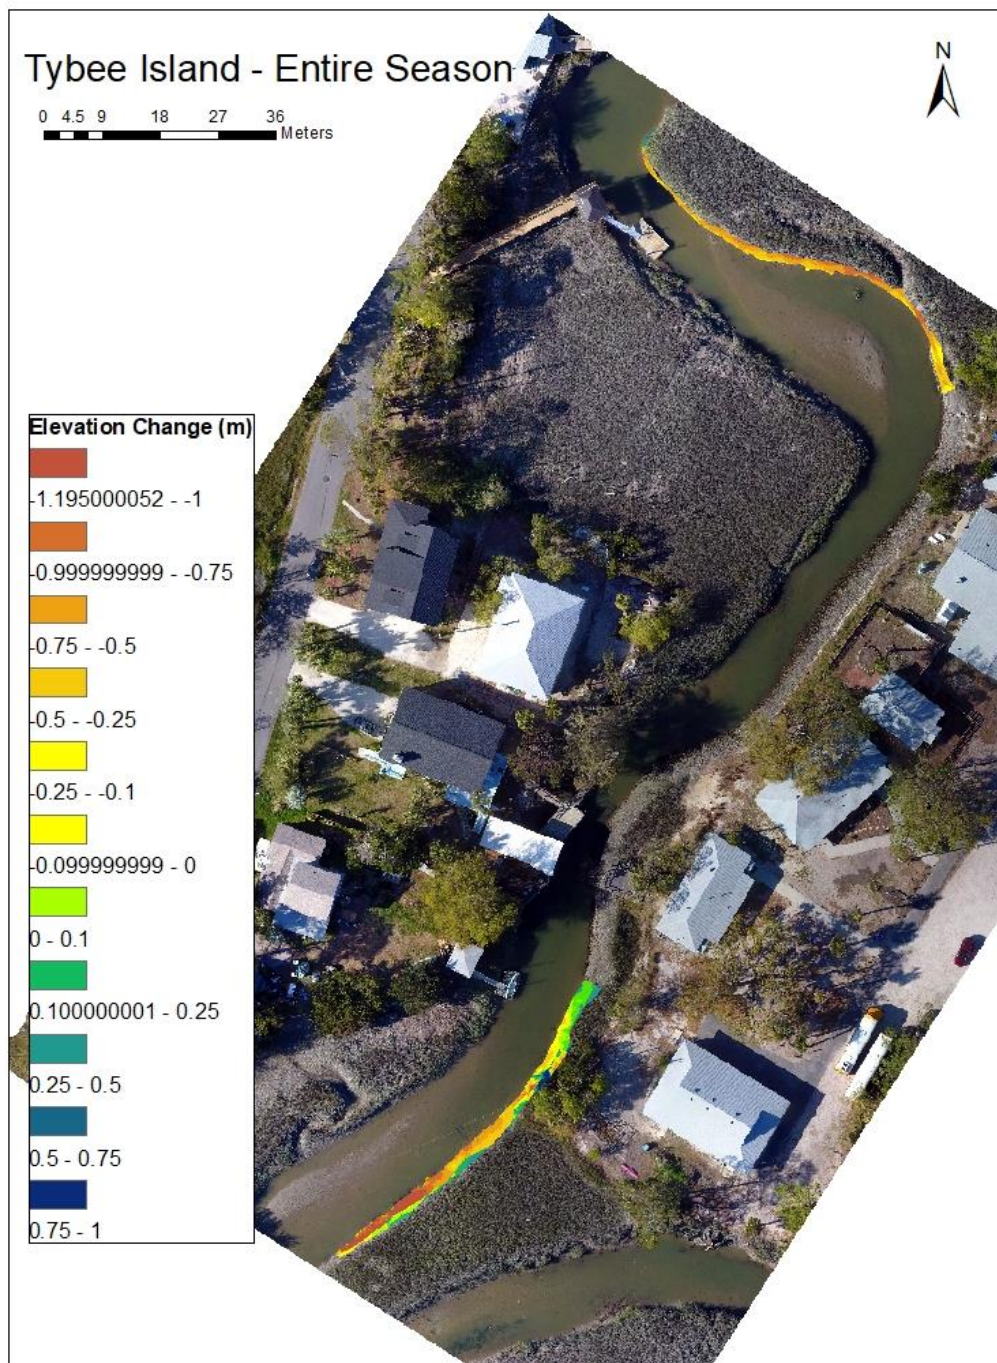 Tybee Island - Entire Season
N
0 4.5 9 18 27 36
Meters
Elevation Change (m)
-1.195000052 - -1
-0.999999999 - -0.75
-0.75 - -0.5
-0.5 - -0.25
-0.25 - -0.1
-0.099999999 - 0
0 - 0.1
0.100000001 - 0.25
0.25 - 0.5
0.5 - 0.75
0.75 - 1